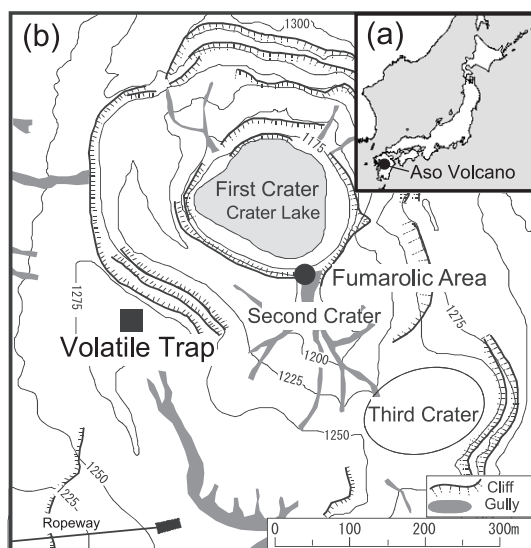 (b)
1300
(a)
Aso Volcano
1175
First Crater
Crater Lake
Fumarolic Area
1275
Second Crater
1275
Volatile Trap
1200
1225
Third Crater
1250
1250
1225
Cliff
Gully
Ropeway
0 100 200 300m